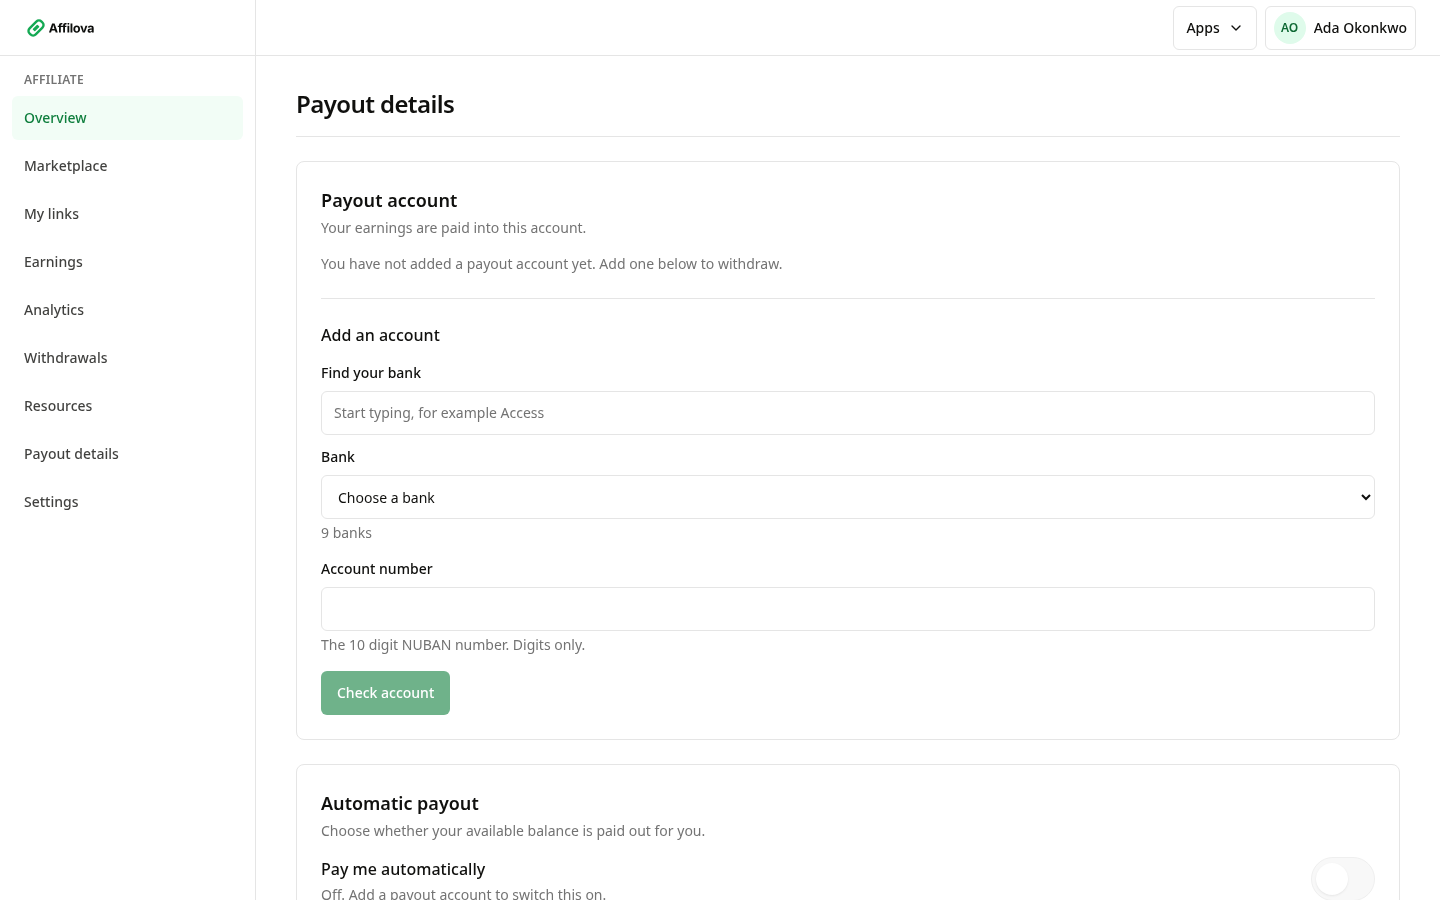 Affilova
Apps
AO
Ada Okonkwo
AFFILIATE
Overview
Marketplace
My links
Earnings
Analytics
Withdrawals
Resources
Payout details
Settings
Payout details
Payout account
Your earnings are paid into this account.
You have not added a payout account yet. Add one below to withdraw.
Add an account
Find your bank
Start typing, for example Access
Bank
Choose a bank
9 banks
Account number
The 10 digit NUBAN number. Digits only.
Check account
Automatic payout
Choose whether your available balance is paid out for you.
Pay me automatically
Off. Add a payout account to switch this on.